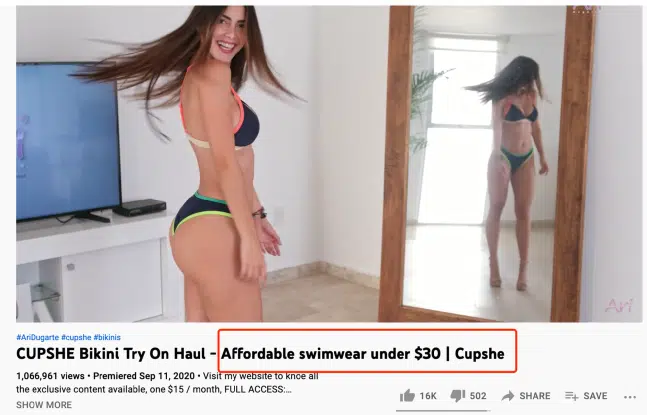 Ari
#AriDugarte #cupshe #bikinis
CUPSHE Bikini Try On Haul - Affordable swimwear under $30 | Cupshe
1,066,961 views • Premiered Sep 11, 2020 • Visit my website to knoe all
the exclusive content available, one $15 / month, FULL ACCESS:...
16K 502 SHARE SAVE
SHOW MORE